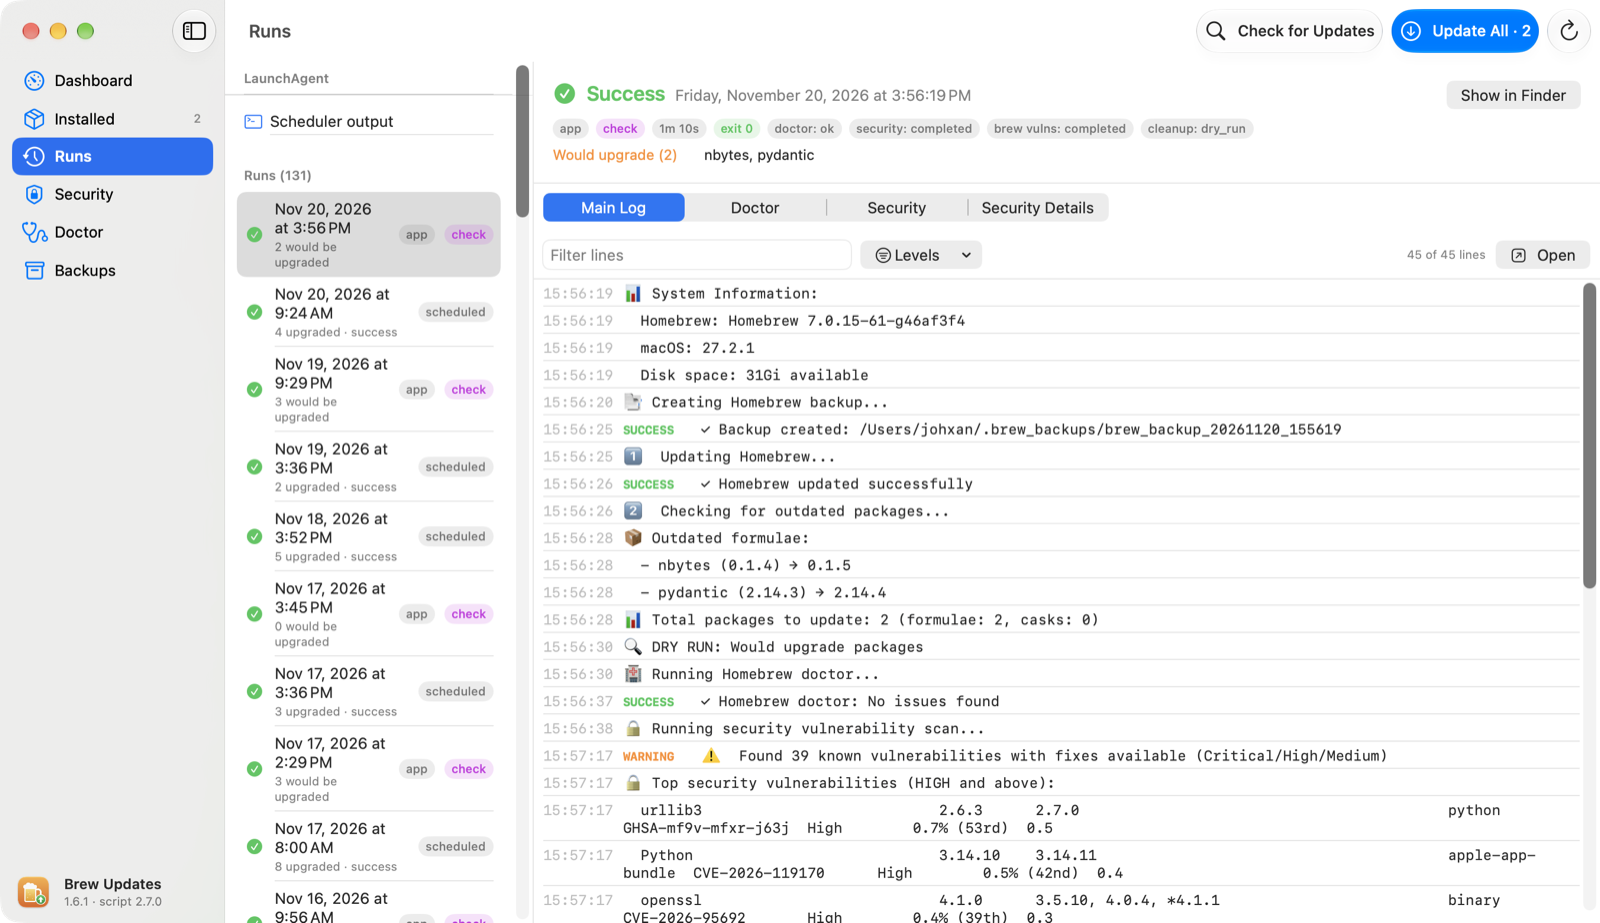 Runs
Check for Updates
Update All · 2
Dashboard
Installed
2
Runs
Security
Doctor
Backups
Brew Updates
1.6.1 · script 2.7.0
LaunchAgent
Scheduler output
Runs (131)
Nov 20, 2026
at 3:56 PM
2 would be
upgraded
app
check
Nov 20, 2026 at
9:24 AM
4 upgraded · success
scheduled
Nov 19, 2026 at
9:29 PM
3 would be
upgraded
app
check
Nov 19, 2026 at
3:36 PM
2 upgraded · success
scheduled
Nov 18, 2026 at
3:52 PM
5 upgraded · success
scheduled
Nov 17, 2026 at
3:45 PM
0 would be
upgraded
app
check
Nov 17, 2026 at
3:36 PM
3 upgraded · success
scheduled
Nov 17, 2026 at
2:29 PM
3 would be
upgraded
app
check
Nov 17, 2026 at
8:00 AM
8 upgraded · success
scheduled
Nov 16, 2026 at
9:56 AM
app
check
Success Friday, November 20, 2026 at 3:56:19 PM
Show in Finder
app check 1m 10s exit 0 doctor: ok security: completed brew vulns: completed cleanup: dry_run
Would upgrade (2) nbytes, pydantic
Main Log Doctor Security Security Details
Filter lines
Levels
45 of 45 lines
Open
15:56:19 📊 System Information:
15:56:19 Homebrew: Homebrew 7.0.15-61-g46af3f4
15:56:19 macOS: 27.2.1
15:56:19 Disk space: 31Gi available
15:56:20 Creating Homebrew backup...
15:56:25 SUCCESS ✓ Backup created: /Users/johxan/.brew_backups/brew_backup_20261120_155619
15:56:25 1 Updating Homebrew...
15:56:26 SUCCESS ✓ Homebrew updated successfully
15:56:26 2 Checking for outdated packages...
15:56:28 📦 Outdated formulae:
15:56:28 – nbytes (0.1.4) → 0.1.5
15:56:28 – pydantic (2.14.3) → 2.14.4
15:56:28 📊 Total packages to update: 2 (formulae: 2, casks: 0)
15:56:30 🔍 DRY RUN: Would upgrade packages
15:56:30 🏥 Running Homebrew doctor...
15:56:37 SUCCESS ✓ Homebrew doctor: No issues found
15:56:38 🔒 Running security vulnerability scan...
15:57:17 WARNING ⚠️ Found 39 known vulnerabilities with fixes available (Critical/High/Medium)
15:57:17 🔒 Top security vulnerabilities (HIGH and above):
15:57:17 urllib3 2.6.3 2.7.0 python
GHSA-mf9v-mfxr-j63j High 0.7% (53rd) 0.5
15:57:17 Python 3.14.10 3.14.11 apple-app-
bundle CVE-2026-119170 High 0.5% (42nd) 0.4
15:57:17 openssl 4.1.0 3.5.10, 4.0.4, *4.1.1 binary
CVE-2026-95692 High 0.4% (39th) 0.3